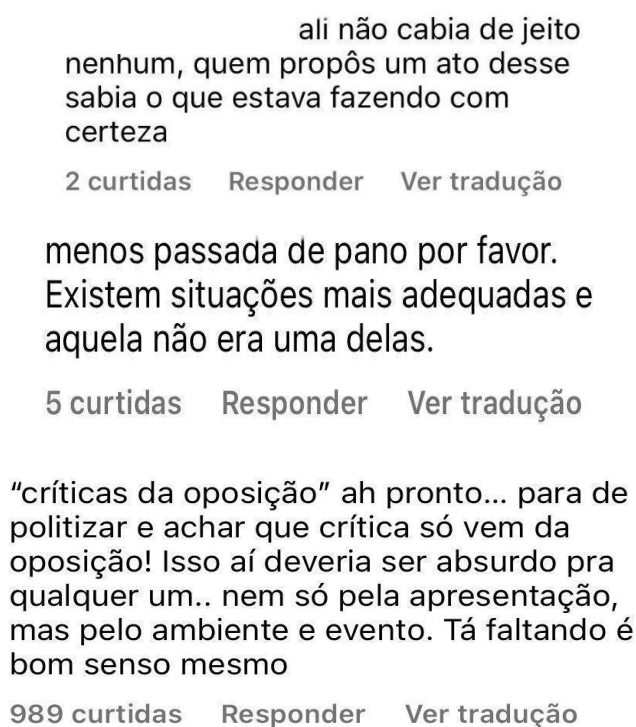 ali não cabia de jeito
nenhum, quem propôs um ato desse
sabia o que estava fazendo com
certeza
2 curtidas Responder Ver tradução
menos passada de pano por favor.
Existem situações mais adequadas e
aquela não era uma delas.
5 curtidas Responder Ver tradução
“críticas da oposição” ah pronto... para de
politizar e achar que crítica só vem da
oposição! Isso aí deveria ser absurdo pra
qualquer um.. nem só pela apresentação,
mas pelo ambiente e evento. Tá faltando é
bom senso mesmo
989 curtidas Responder Ver tradução